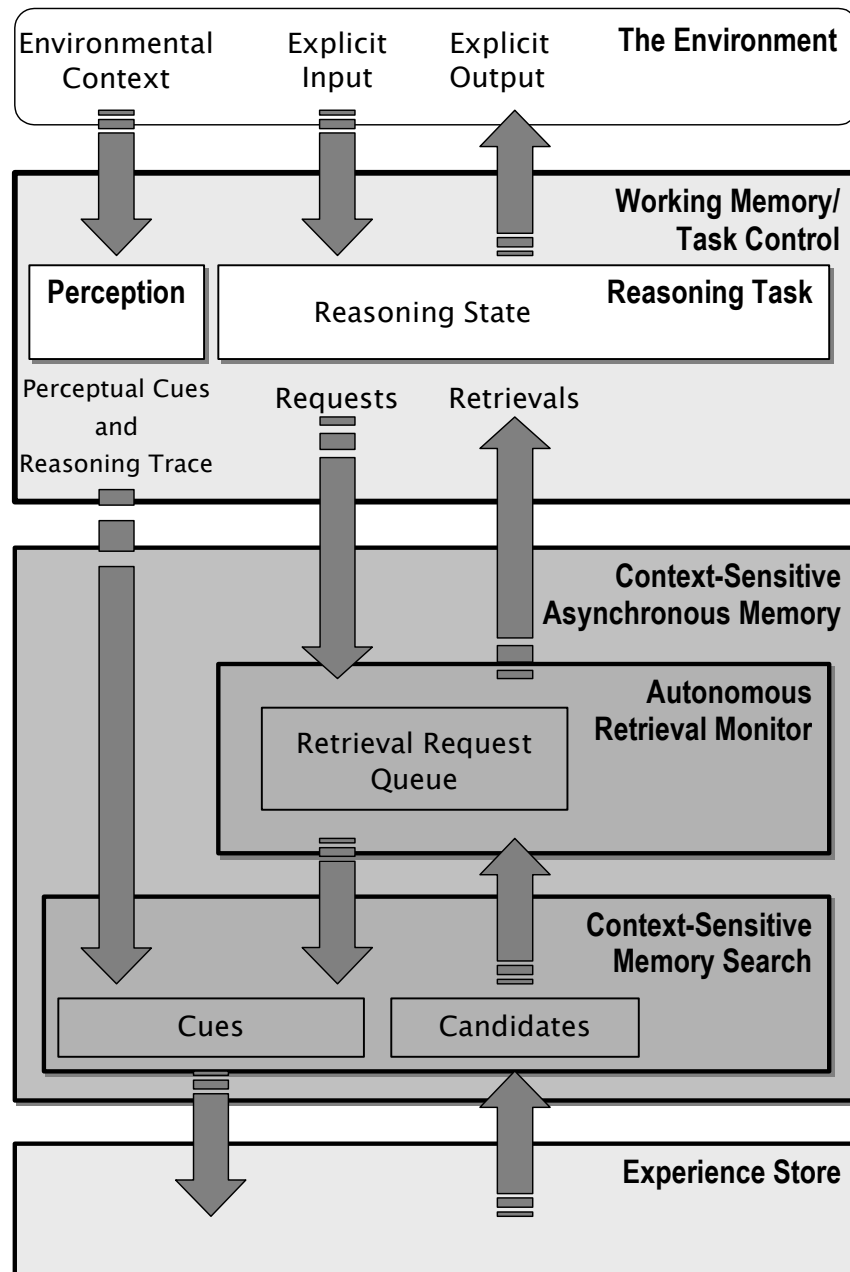 Environmental
Context
Explicit
Input
Explicit
Output
The Environment
Working Memory/
Task Control
Perception
Reasoning State
Reasoning Task
Perceptual Cues
and
Reasoning Trace
Requests
Retrievals
Context-Sensitive
Asynchronous Memory
Autonomous
Retrieval Monitor
Retrieval Request
Queue
Context-Sensitive
Memory Search
Cues
Candidates
Experience Store